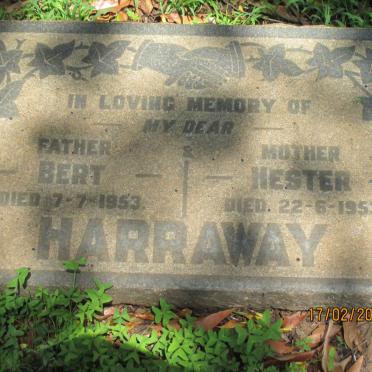 IN LOVING MEMORY OF
MY DEAR
FATHER & MOTHER
BERT HESTER
DIED 7-7-1953. DIED. 22-6-195
HARRAWAY
17/02/20